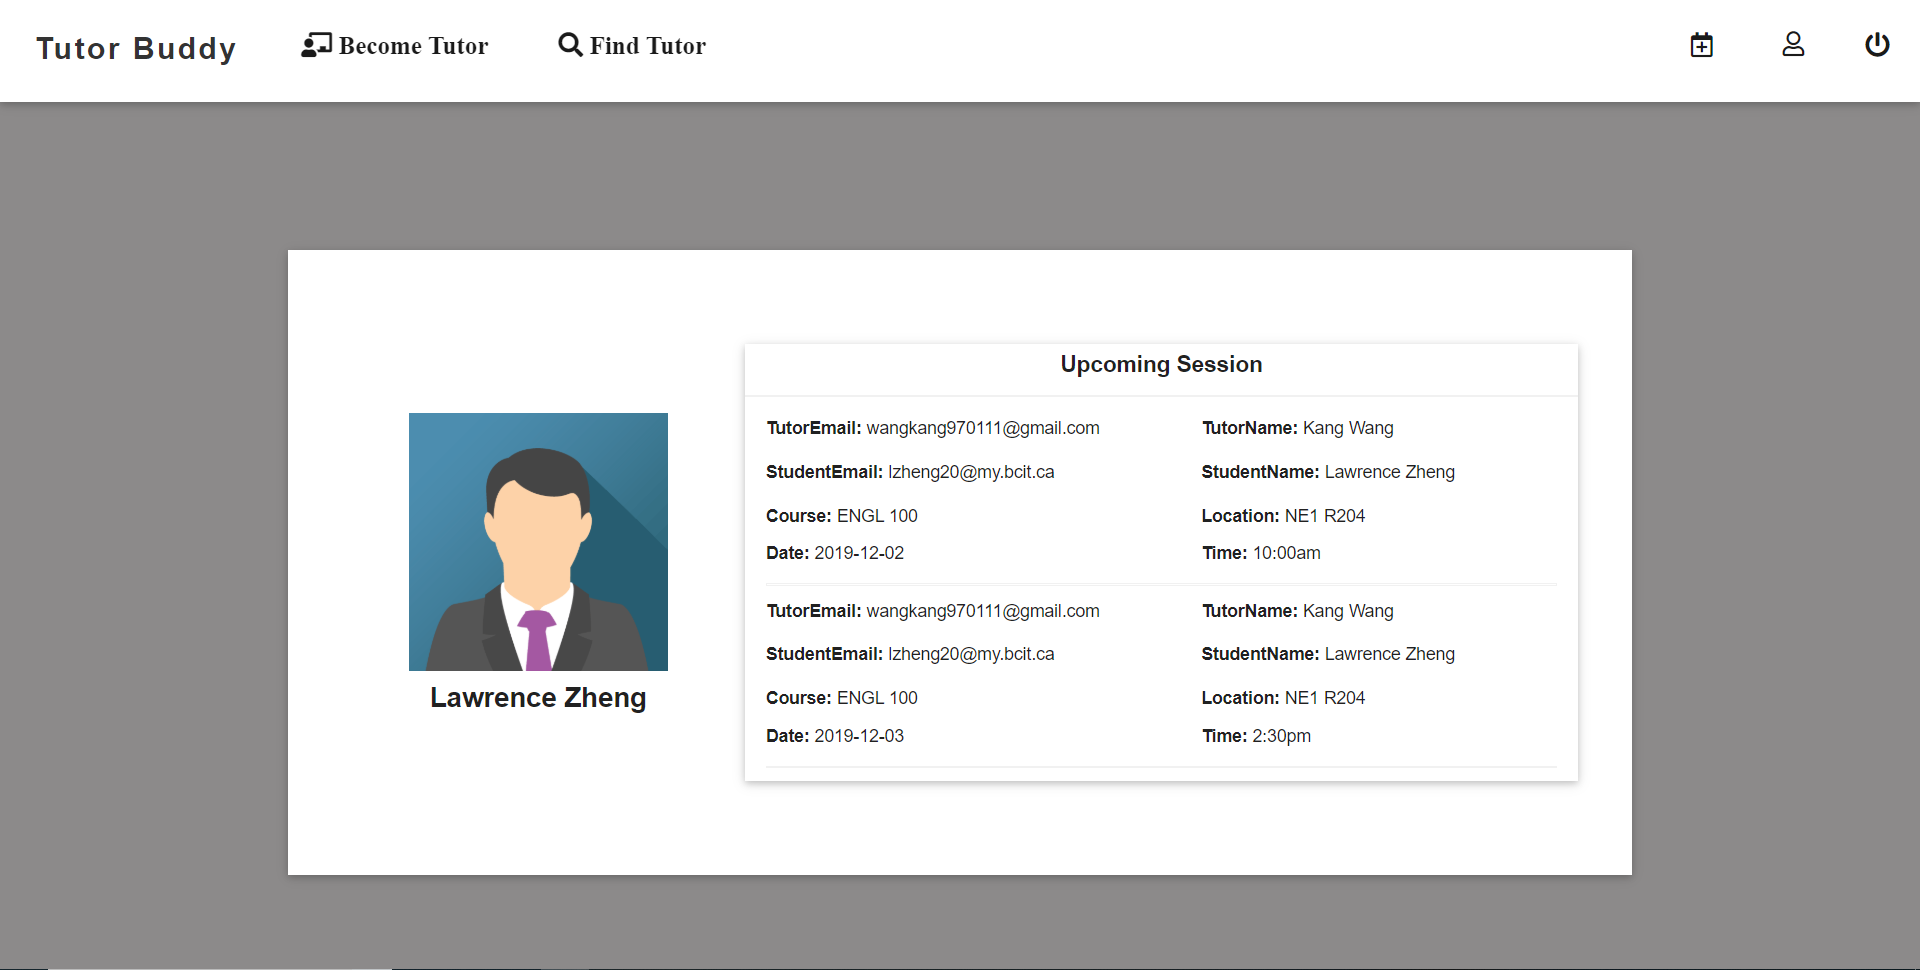 Tutor Buddy
Become Tutor
Find Tutor
Upcoming Session
TutorEmail: wangkang970111@gmail.com
TutorName: Kang Wang
StudentEmail: lzheng20@my.bcit.ca
StudentName: Lawrence Zheng
Course: ENGL 100
Location: NE1 R204
Date: 2019-12-02
Time: 10:00am
TutorEmail: wangkang970111@gmail.com
TutorName: Kang Wang
StudentEmail: lzheng20@my.bcit.ca
StudentName: Lawrence Zheng
Course: ENGL 100
Location: NE1 R204
Date: 2019-12-03
Time: 2:30pm
Lawrence Zheng